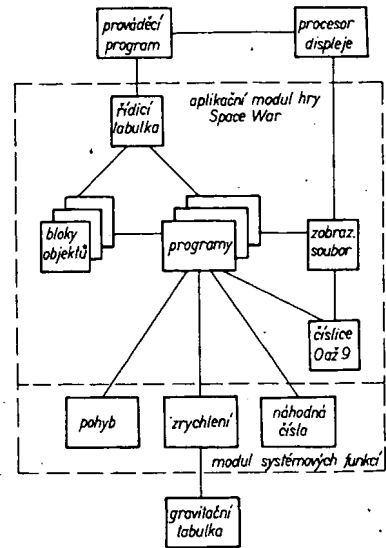 prováděcí
program
procesor
displeje
aplikační modul hry
Space War
řídicí
tabulka
bloky
objektů
programy
zobraz.
soubor
číslice
0 až 9
pohyb
zrychlení
náhodná
čísla
modul systémových funkcí
gravitační
tabulka